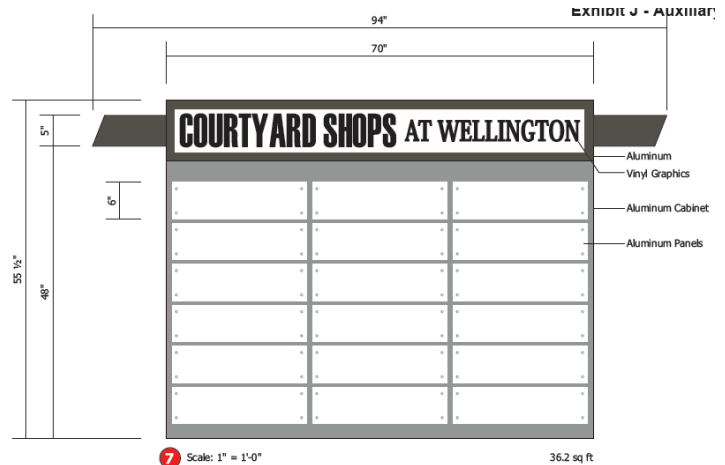 Exhibit J - Auxiliary
94"
70"
COURTYARD SHOPS AT WELLINGTON
5"
Aluminum
Vinyl Graphics
6"
Aluminum Cabinet
Aluminum Panels
55 ½"
48"
7 Scale: 1" = 1'-0"
36.2 sq ft